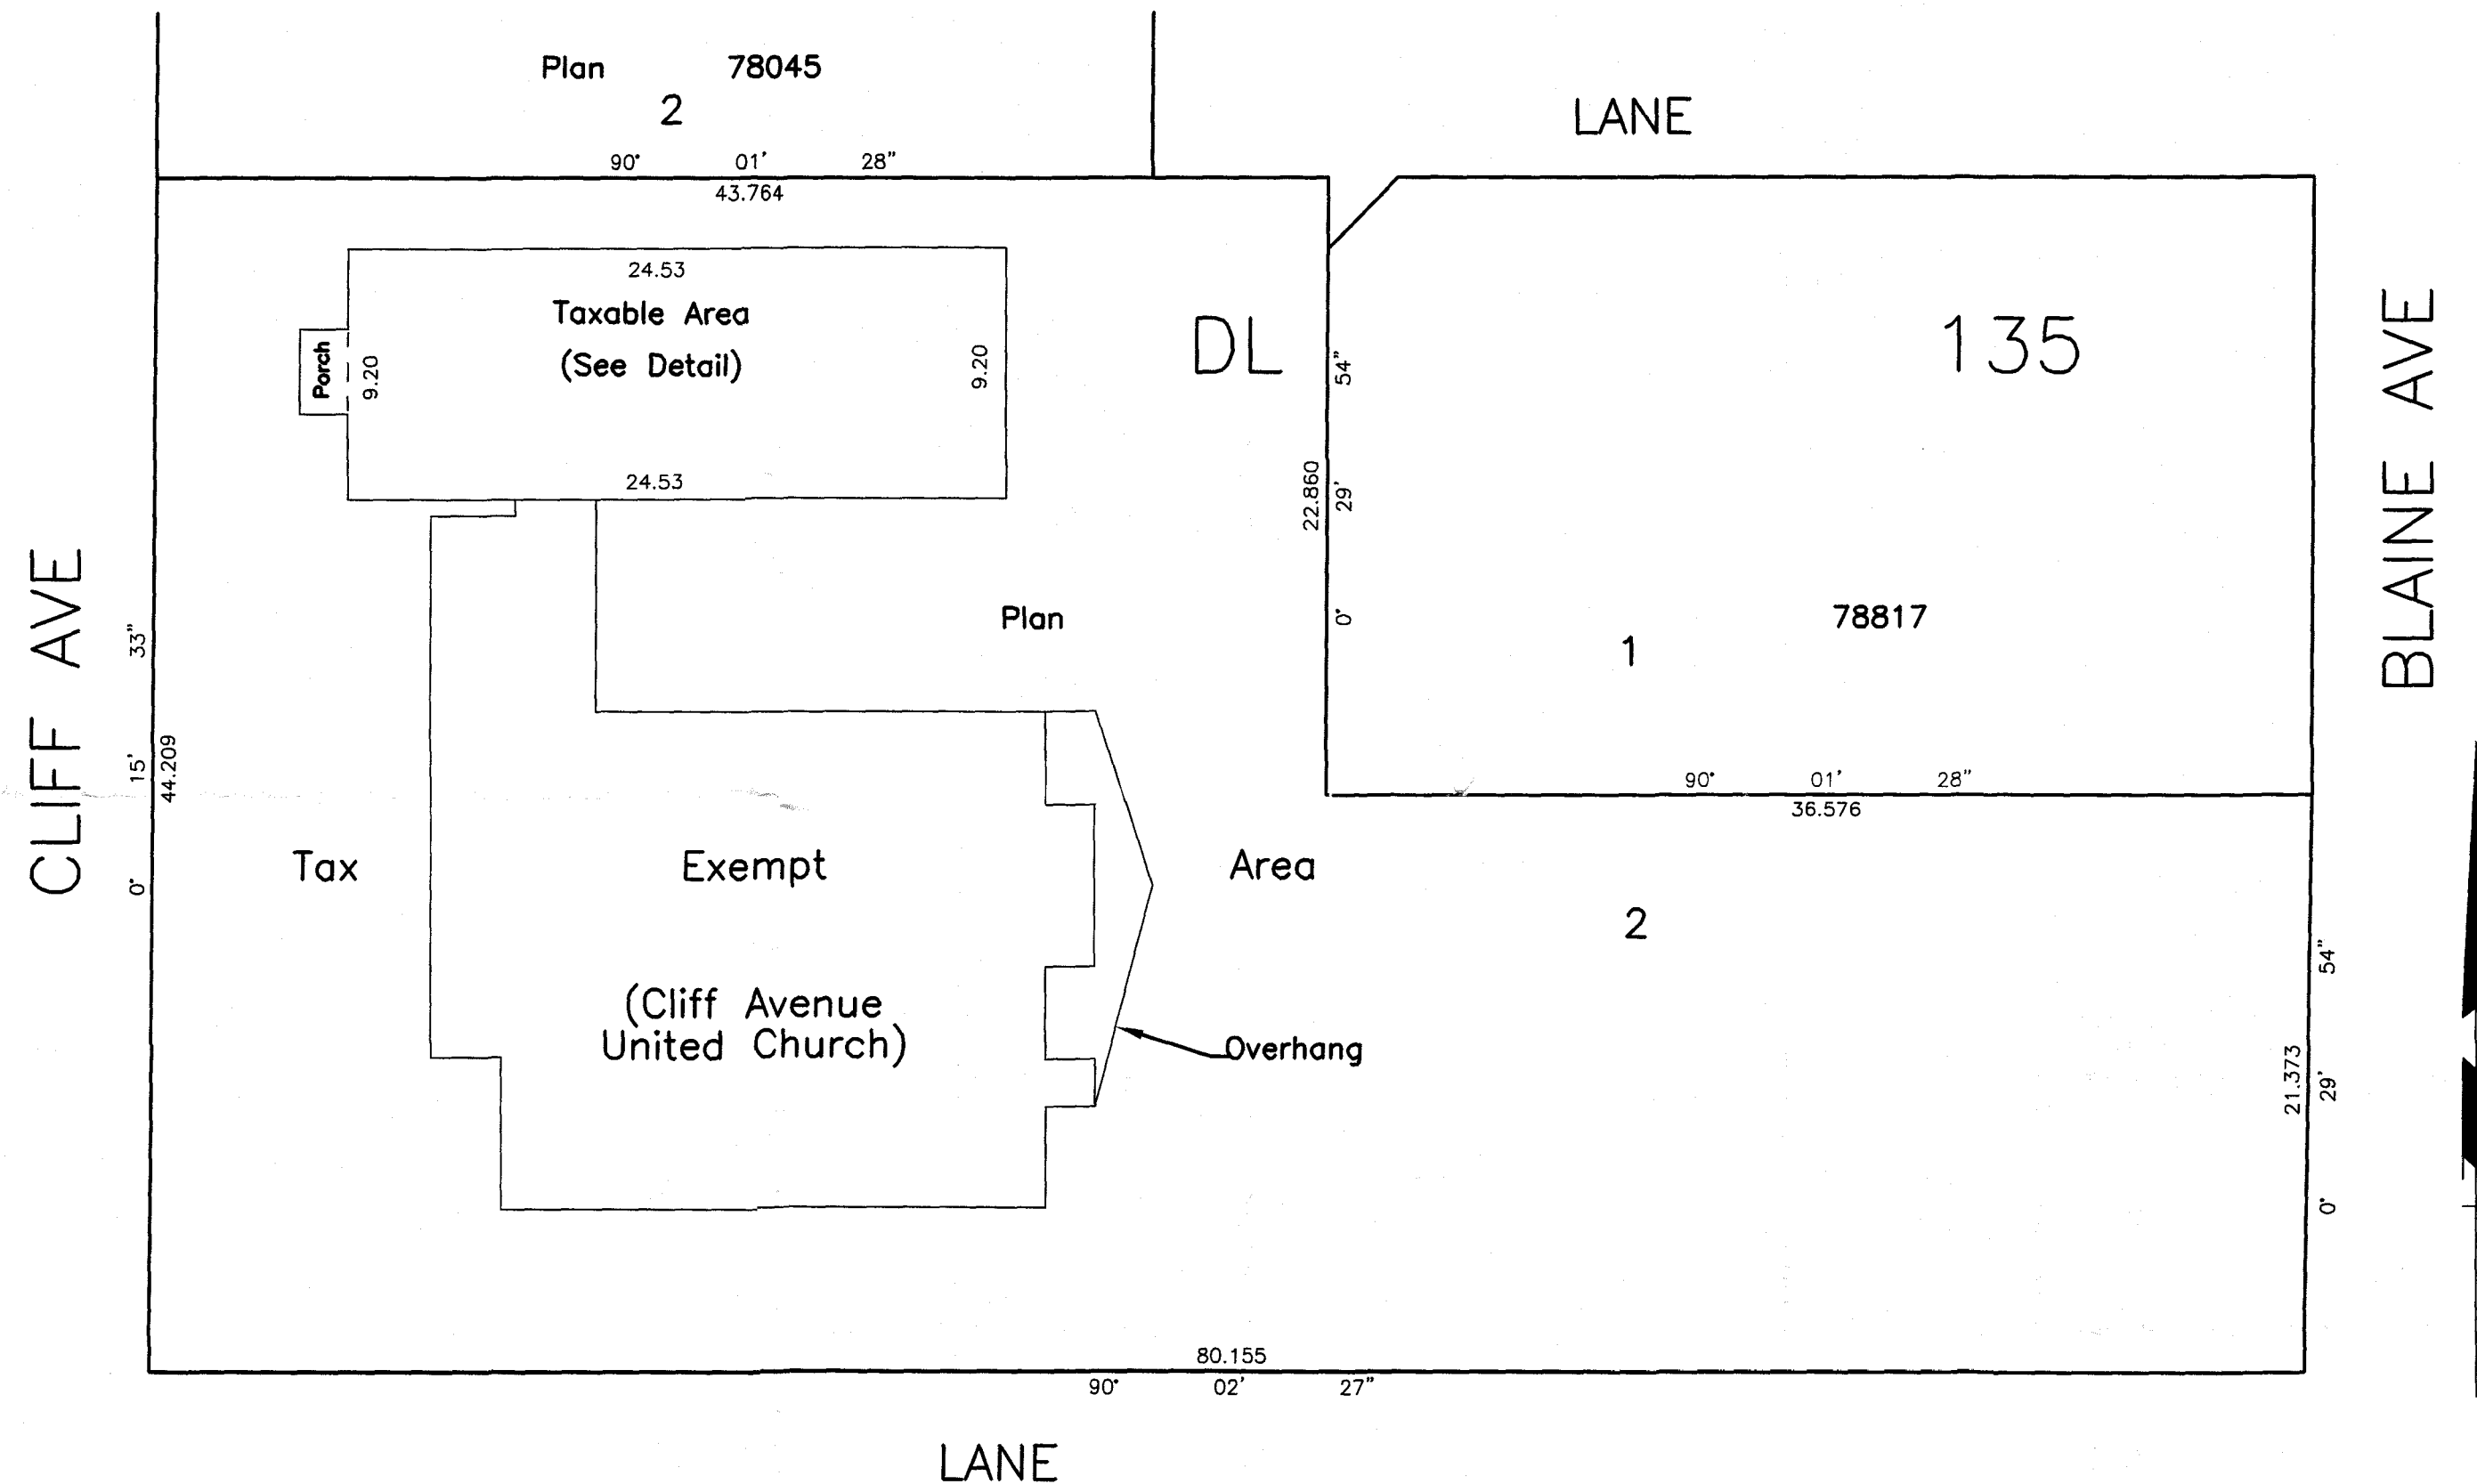 Plan 78045
2
LANE
90° 01' 28"
43.764
24.53
Taxable Area
(See Detail)
Porch
9.20
9.20
24.53
DL 135
54"
29'
0°
22.860
CLIFF AVE
BLAINE AVE
Plan 78817
1
33"
15'
0°
44.209
90° 01' 28"
36.576
Tax Exempt Area
2
(Cliff Avenue
United Church)
Overhang
54"
29'
0°
21.373
80.155
90° 02' 27"
LANE